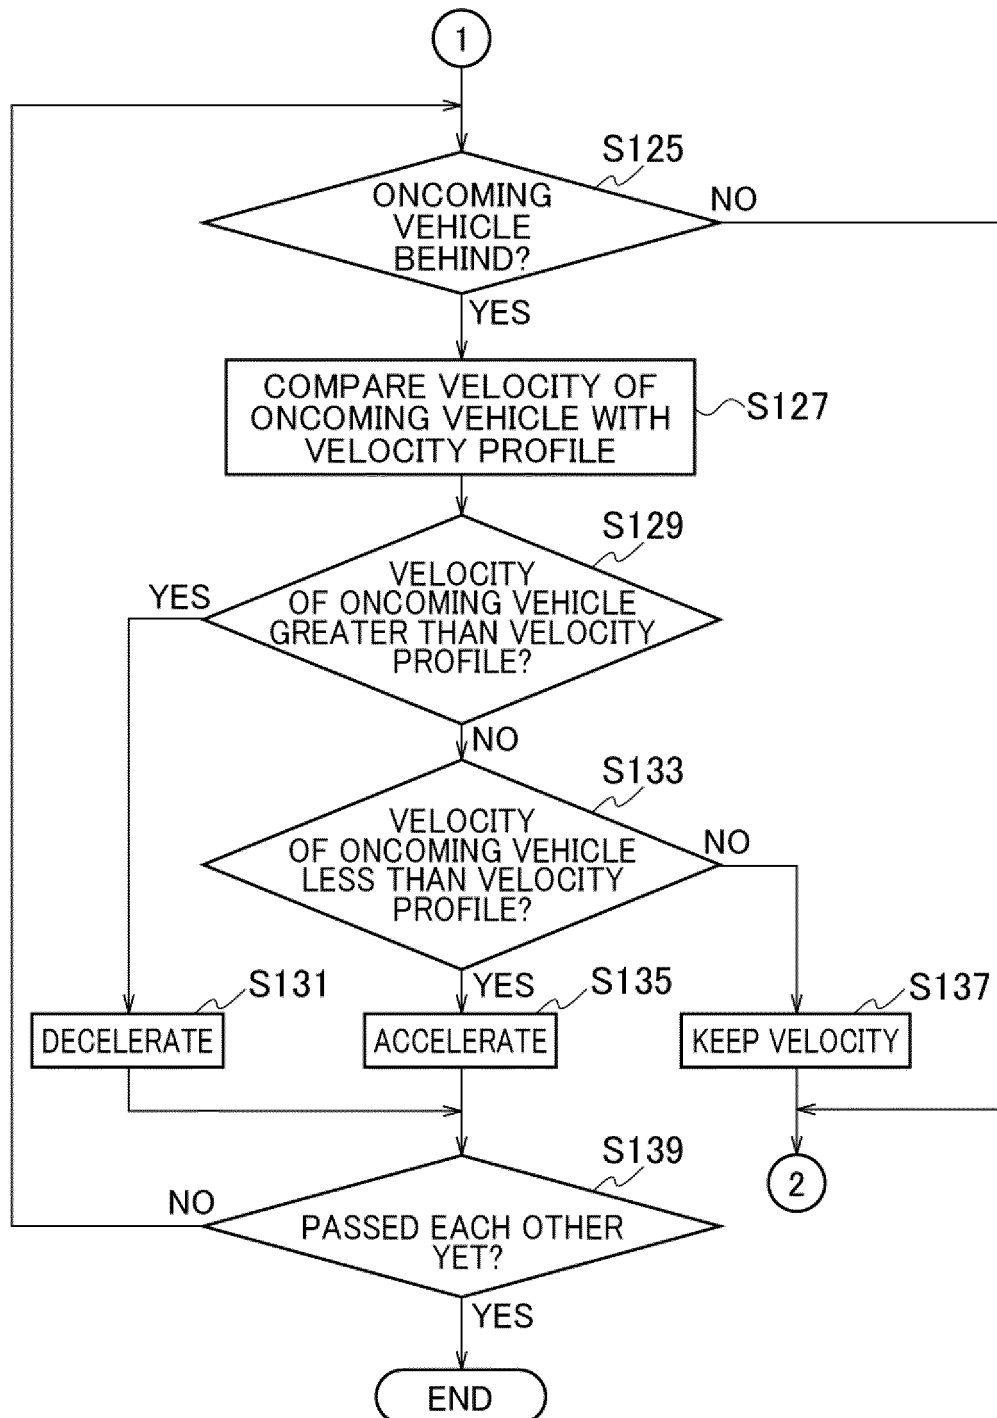 1
S125
ONCOMING
VEHICLE
BEHIND?
NO
YES
COMPARE VELOCITY OF
ONCOMING VEHICLE WITH
VELOCITY PROFILE
S127
S129
VELOCITY
OF ONCOMING VEHICLE
GREATER THAN VELOCITY
PROFILE?
YES
NO
S133
VELOCITY
OF ONCOMING VEHICLE
LESS THAN VELOCITY
PROFILE?
NO
YES
S131
DECELERATE
S135
ACCELERATE
S137
KEEP VELOCITY
2
S139
PASSED EACH OTHER
YET?
NO
YES
END